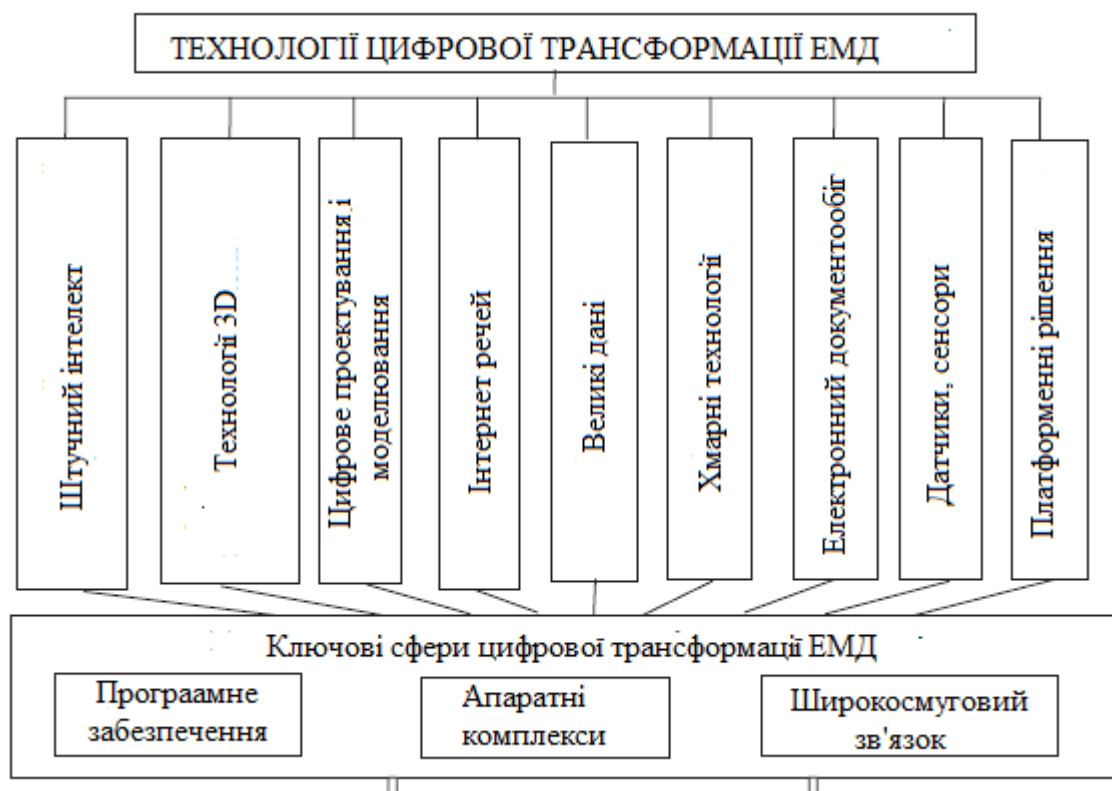 ТЕХНОЛОГІЇ ЦИФРОВОЇ ТРАНСФОРМАЦІЇ ЕМД
Штучний інтелект
Технології 3D
Цифрове проектування і
моделювання
Інтернет речей
Великі дані
Хмарні технології
Електронний документообіг
Датчики, сенсори
Платформенні рішення
Ключові сфери цифрової трансформації ЕМД
Програамне
забезпечення
Апаратні
комплекси
Широкосмуговий
зв'язок